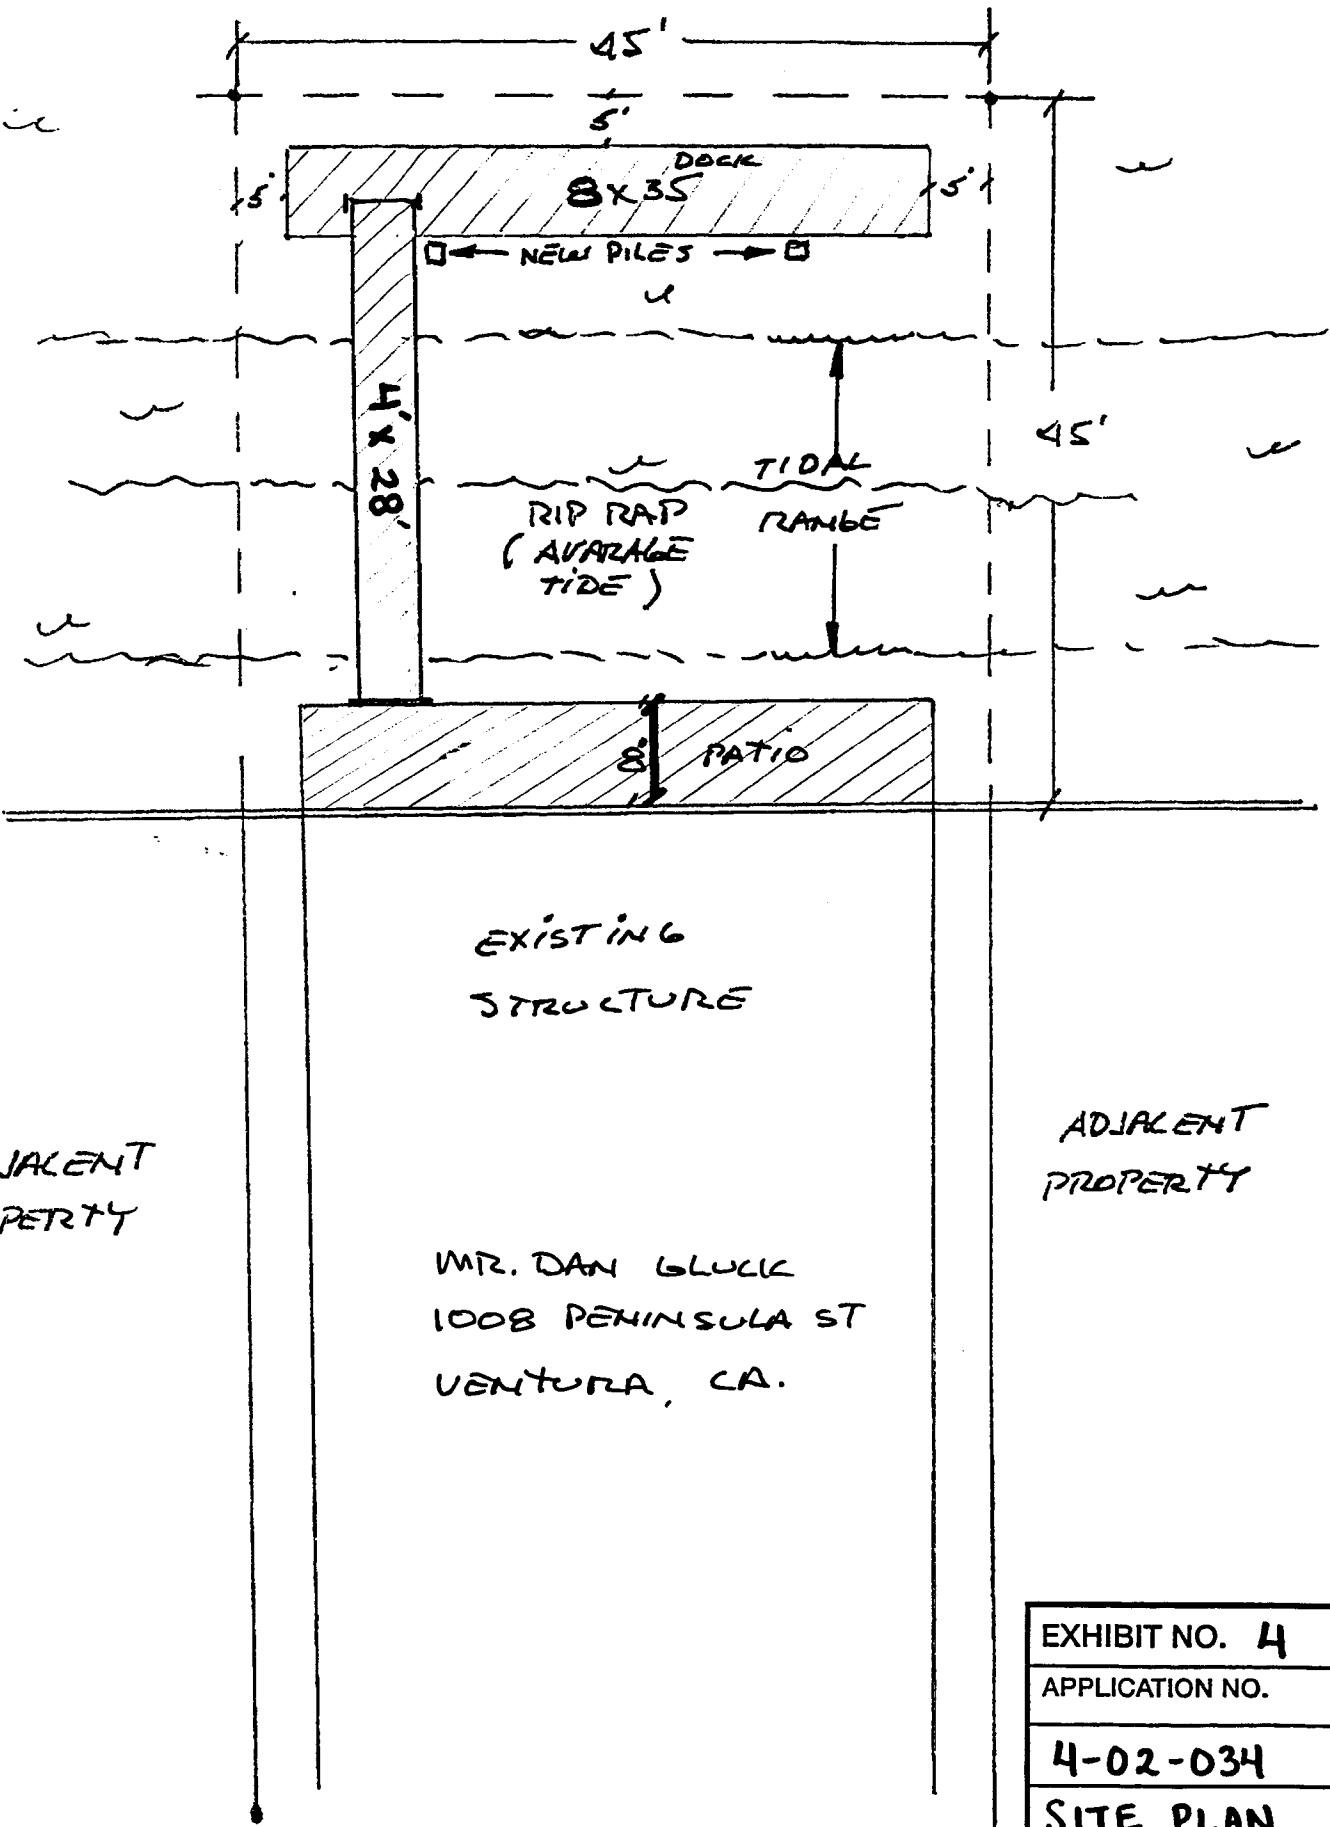 45'
5'
DOCK
8 x 35
5'
5'
NEW PILES
4' x 28'
45'
TIDAL
RANGE
RIP RAP
( AVARAGE
TIDE )
8'
PATIO
EXISTING
STRUCTURE
JACENT
PERTY
ADJACENT
PROPERTY
MR. DAN GLUCK
1008 PENINSULA ST
VENTURA, CA.
EXHIBIT NO. 4
APPLICATION NO.
4-02-034
SITE PLAN